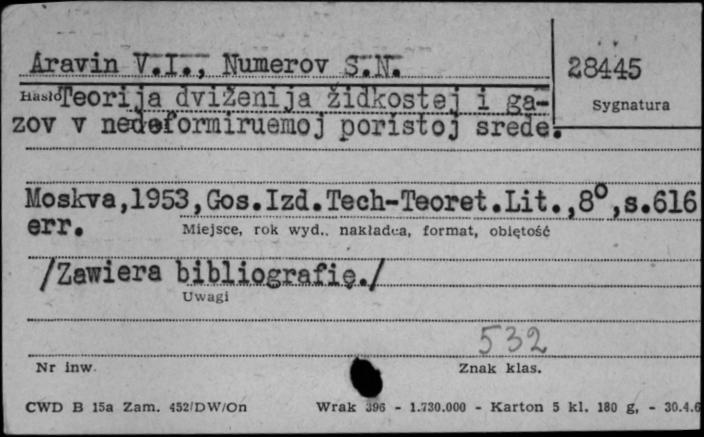 Aravin V.I., Numerov S.N.
28445
Hasło Teorija dviženija židkostej i ga-
Sygnatura
zov v nedeformiruemoj poristoj srede.
Moskva,1953,Gos.Izd.Tech-Teoret.Lit.,8°,s.616
err.
Miejsce, rok wyd., nakładca, format, objętość
/Zawiera bibliografię./
Uwagi
532
Nr inw.
Znak klas.
CWD B 15a Zam. 452/DW/On Wrak 396 - 1.730.000 - Karton 5 kl. 180 g, - 30.4.6